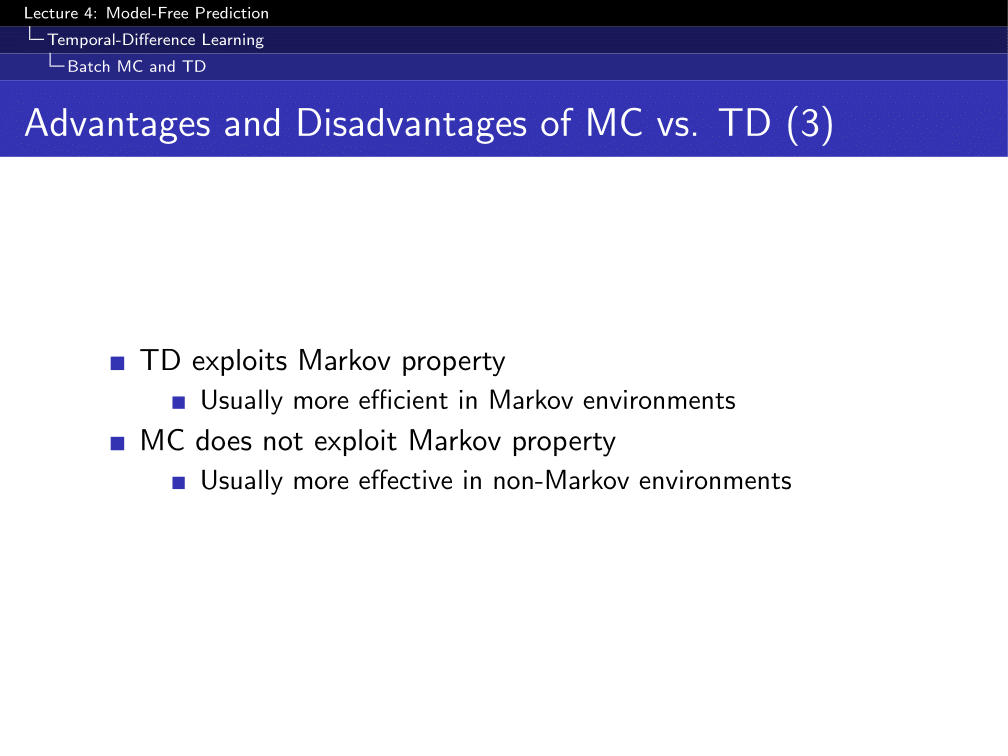 Lecture 4: Model-Free Prediction
Temporal-Difference Learning
Batch MC and TD
Advantages and Disadvantages of MC vs. TD (3)
TD exploits Markov property
Usually more efficient in Markov environments
MC does not exploit Markov property
Usually more effective in non-Markov environments